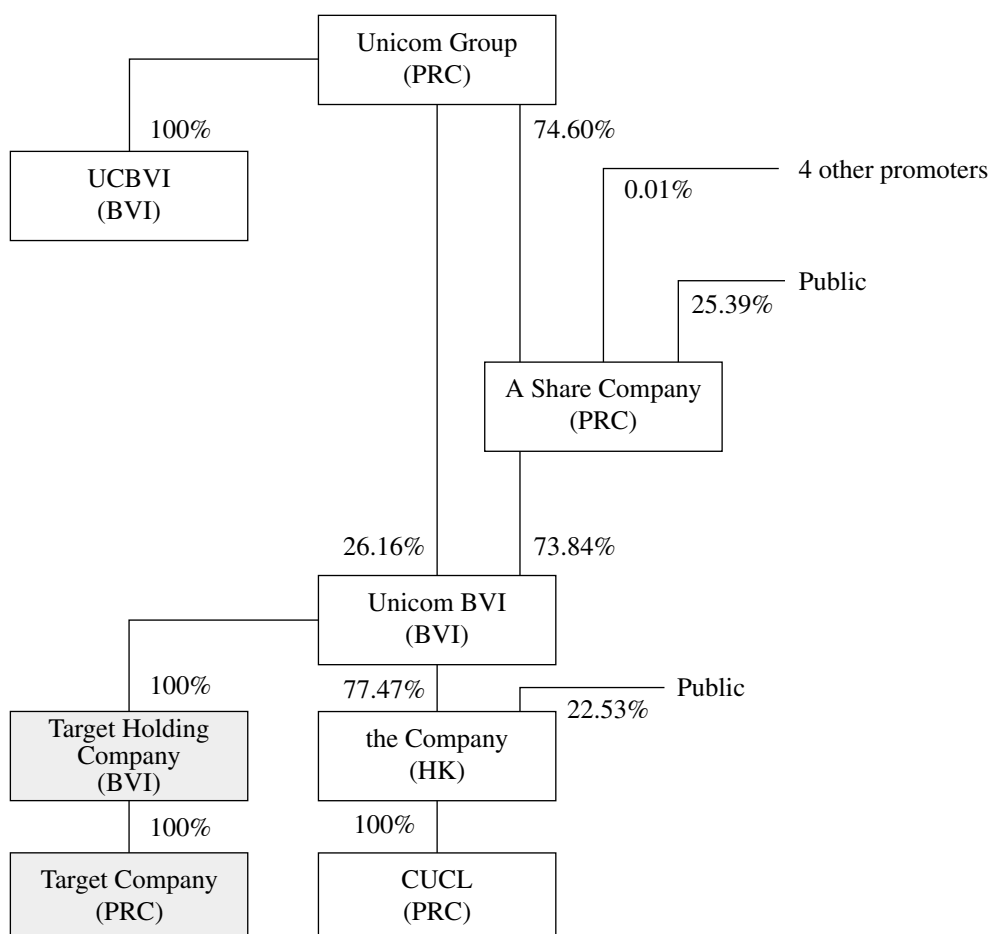 Unicom Group
(PRC)
100%
74.60%
4 other promoters
0.01%
UCBVI
(BVI)
Public
25.39%
A Share Company
(PRC)
26.16%
73.84%
Unicom BVI
(BVI)
100%
77.47%
Public
22.53%
Target Holding
Company
(BVI)
the Company
(HK)
100%
100%
Target Company
(PRC)
CUCL
(PRC)